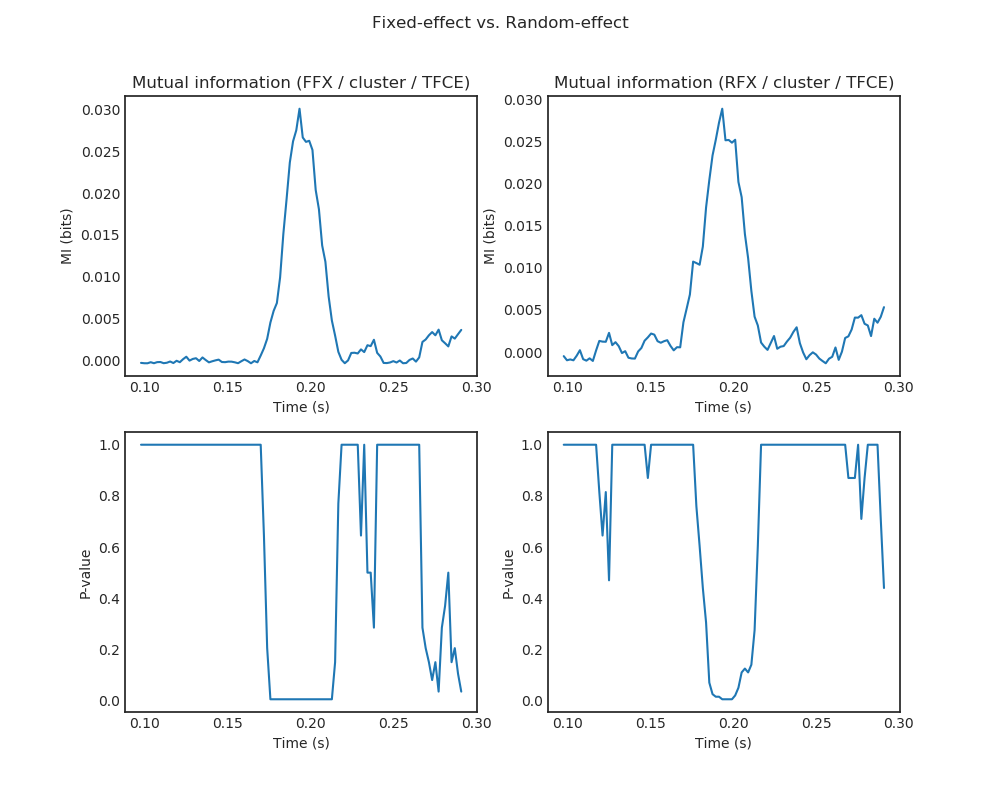 Fixed-effect vs. Random-effect
Mutual information (FFX / cluster / TFCE)
0.030
0.025
0.020
0.015
0.010
0.005
0.000
MI (bits)
0.10 0.15 0.20 0.25 0.30
Time (s)
Mutual information (RFX / cluster / TFCE)
0.030
0.025
0.020
0.015
0.010
0.005
0.000
MI (bits)
0.10 0.15 0.20 0.25 0.30
Time (s)
1.0
0.8
0.6
0.4
0.2
0.0
P-value
0.10 0.15 0.20 0.25 0.30
Time (s)
1.0
0.8
0.6
0.4
0.2
0.0
P-value
0.10 0.15 0.20 0.25 0.30
Time (s)